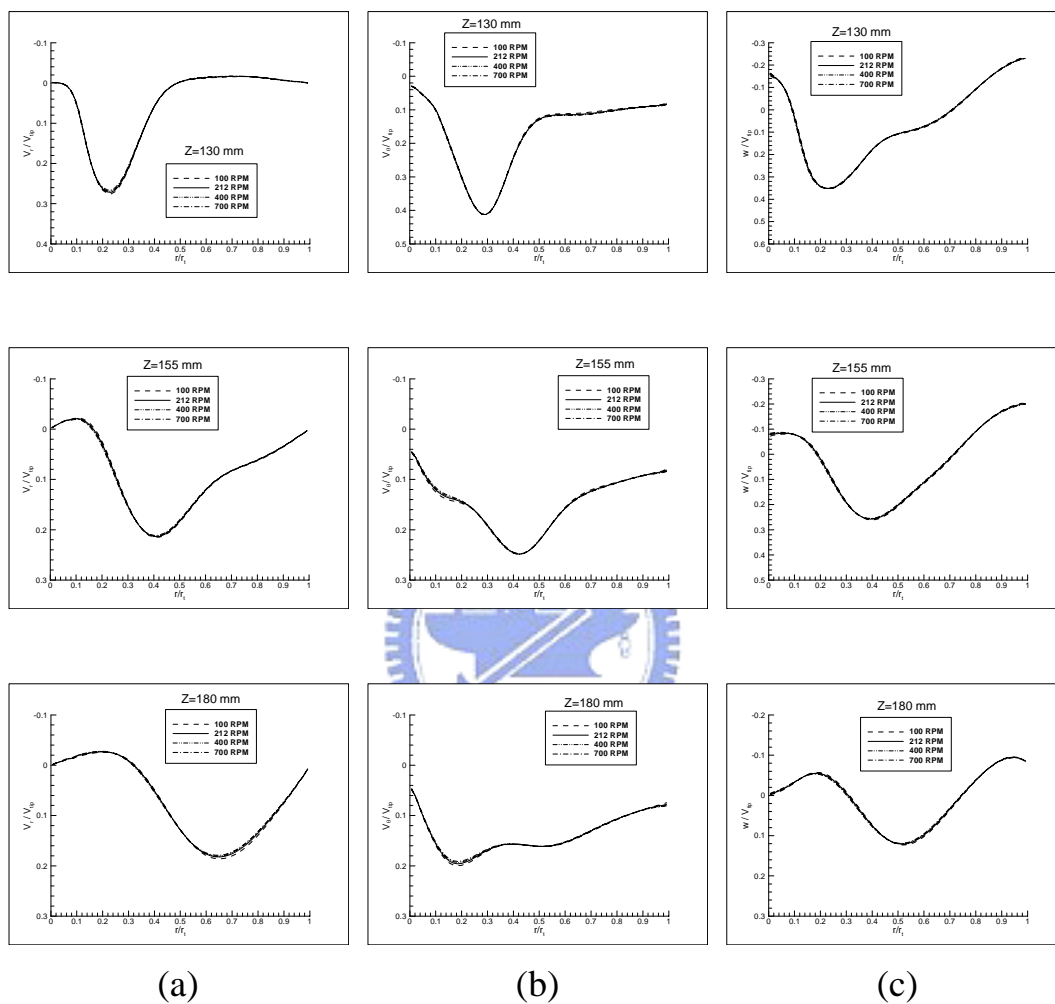 Z=130 mm
100 RPM
212 RPM
400 RPM
700 RPM
-0.1
0
0.1
0.2
0.3
0.4
V_r / V_tip
0 0.1 0.2 0.3 0.4 0.5 0.6 0.7 0.8 0.9 1
r/r_t
Z=130 mm
100 RPM
212 RPM
400 RPM
700 RPM
-0.1
0
0.1
0.2
0.3
0.4
0.5
V_θ / V_tip
0 0.1 0.2 0.3 0.4 0.5 0.6 0.7 0.8 0.9 1
r/r_t
Z=130 mm
100 RPM
212 RPM
400 RPM
700 RPM
-0.3
-0.2
-0.1
0
0.1
0.2
0.3
0.4
0.5
0.6
w / V_tip
0 0.1 0.2 0.3 0.4 0.5 0.6 0.7 0.8 0.9 1
r/r_t
Z=155 mm
100 RPM
212 RPM
400 RPM
700 RPM
-0.1
0
0.1
0.2
0.3
V_r / V_tip
0 0.1 0.2 0.3 0.4 0.5 0.6 0.7 0.8 0.9 1
r/r_t
Z=155 mm
100 RPM
212 RPM
400 RPM
700 RPM
-0.1
0
0.1
0.2
0.3
V_θ / V_tip
0 0.1 0.2 0.3 0.4 0.5 0.6 0.7 0.8 0.9 1
r/r_t
Z=155 mm
100 RPM
212 RPM
400 RPM
700 RPM
-0.3
-0.2
-0.1
0
0.1
0.2
0.3
0.4
0.5
w / V_tip
0 0.1 0.2 0.3 0.4 0.5 0.6 0.7 0.8 0.9 1
r/r_t
Z=180 mm
100 RPM
212 RPM
400 RPM
700 RPM
-0.1
0
0.1
0.2
0.3
V_r / V_tip
0 0.1 0.2 0.3 0.4 0.5 0.6 0.7 0.8 0.9 1
r/r_t
Z=180 mm
100 RPM
212 RPM
400 RPM
700 RPM
-0.1
0
0.1
0.2
0.3
V_θ / V_tip
0 0.1 0.2 0.3 0.4 0.5 0.6 0.7 0.8 0.9 1
r/r_t
Z=180 mm
100 RPM
212 RPM
400 RPM
700 RPM
-0.2
-0.1
0
0.1
0.2
0.3
w / V_tip
0 0.1 0.2 0.3 0.4 0.5 0.6 0.7 0.8 0.9 1
r/r_t
(a) (b) (c)